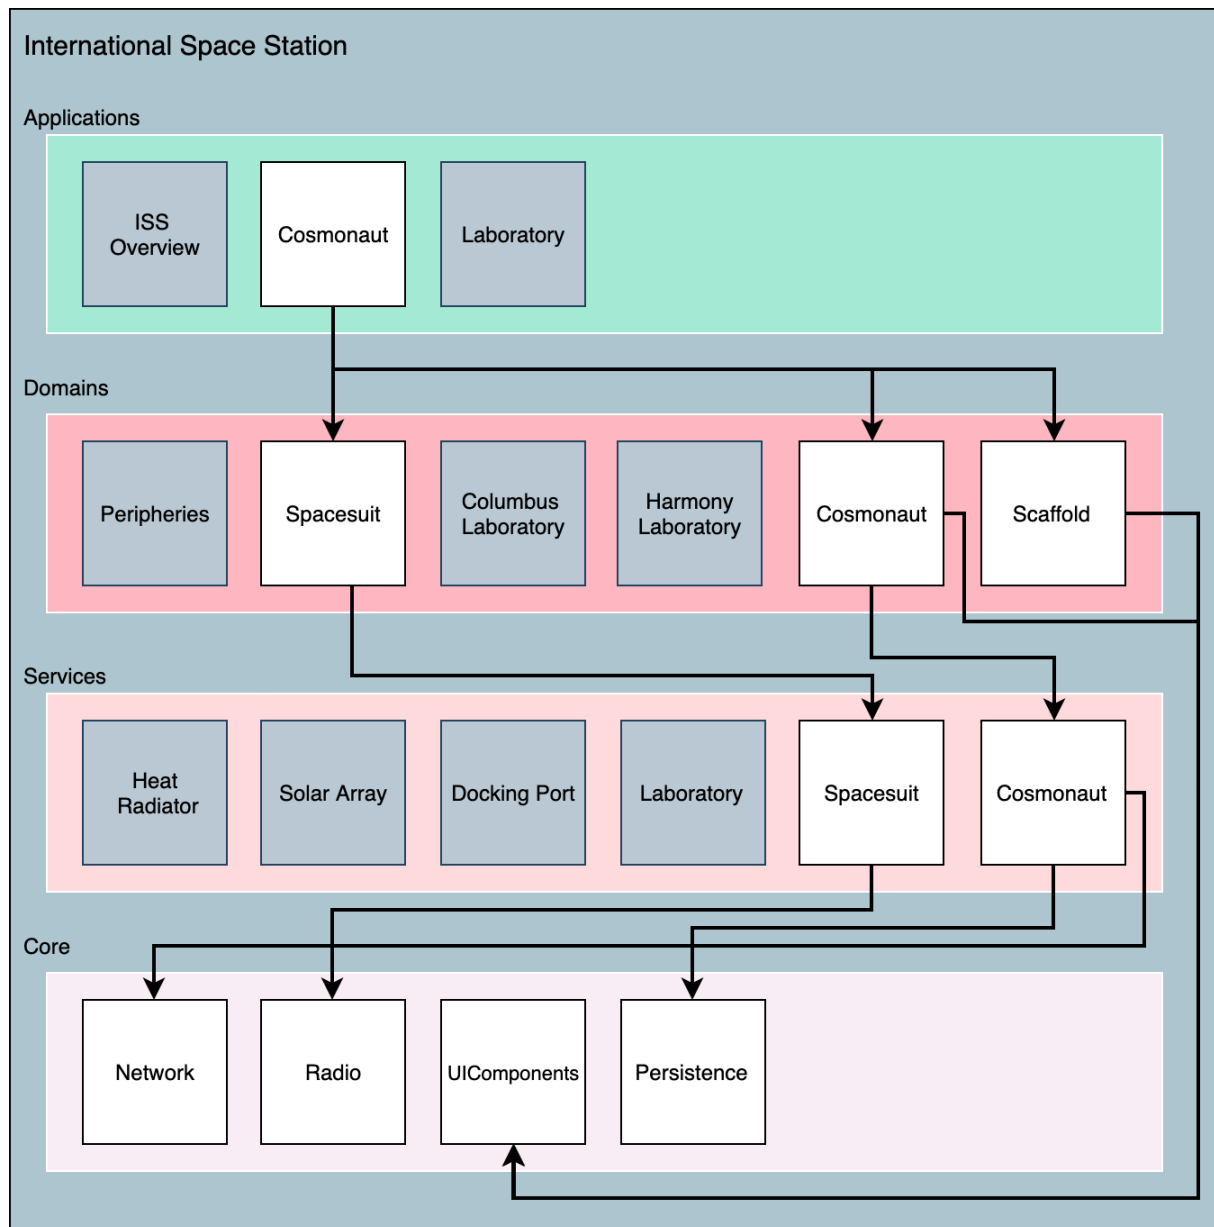 International Space Station
Applications
ISS
Overview
Cosmonaut
Laboratory
Domains
Peripheries
Spacesuit
Columbus
Laboratory
Harmony
Laboratory
Cosmonaut
Scaffold
Services
Heat
Radiator
Solar Array
Docking Port
Laboratory
Spacesuit
Cosmonaut
Core
Network
Radio
UIComponents
Persistence